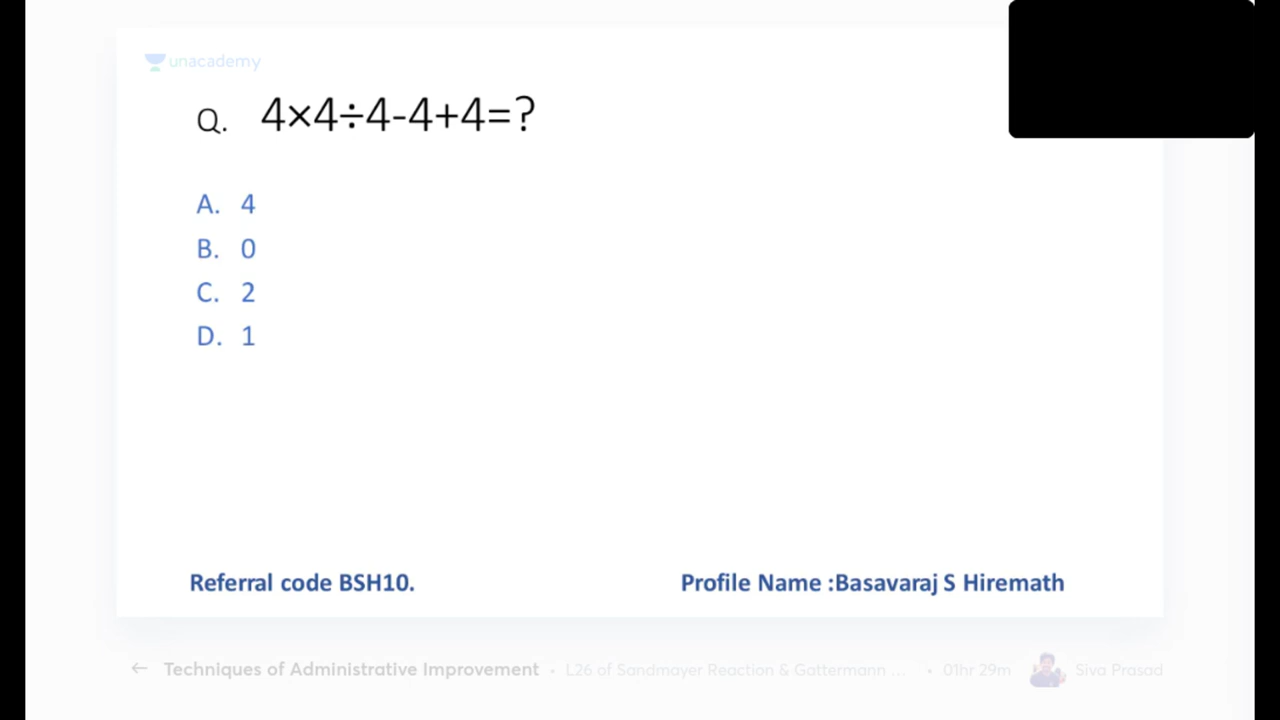 unacademy
Q. 4×4÷4-4+4=?
A. 4
B. 0
C. 2
D. 1
Referral code BSH10. Profile Name :Basavaraj S Hiremath
← Techniques of Administrative Improvement • L26 of Sandmayer Reaction & Gattermann ... • 01hr 29m Siva Prasad